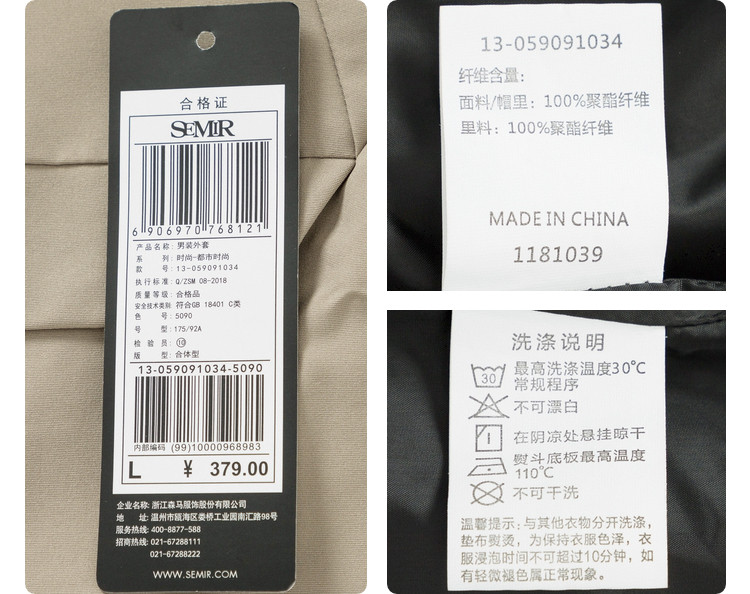 合格证
SEMIR
6 906970 768121
产品名称: 男装外套
系 列: 时尚-都市时尚
款 号: 13-059091034
执行标准: Q/ZSM 08-2018
质量等级: 合格品
安全技术类别: 符合GB 18401 C类
色 号: 5090
号 型: 175/92A
检 验 员: ⑩
版 型: 合体型
13-059091034-5090
内部编码 (99)10000968983
L ¥ 379.00
企业名称: 浙江森马服饰股份有限公司
地 址: 温州市瓯海区娄桥工业园南汇路98号
服务热线: 400-8877-588
招商热线: 021-67288111
021-67288222
WWW.SEMIR.COM
13-059091034
纤维含量:
面料/帽里: 100%聚酯纤维
里料: 100%聚酯纤维
MADE IN CHINA
1181039
洗涤说明
30 最高洗涤温度30℃
常规程序
不可漂白
在阴凉处悬挂晾干
熨斗底板最高温度
110℃
不可干洗
温馨提示: 与其他衣物分开洗涤,
垫布熨烫, 为保持衣服色泽, 衣
服浸泡时间不可超过10分钟, 如
有轻微褪色属正常现象.